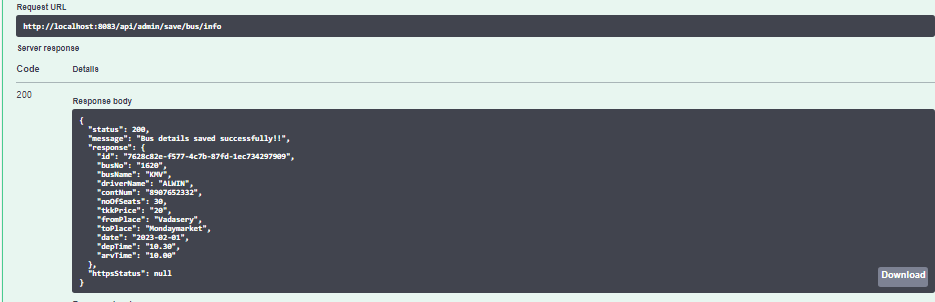 Request URL
http://localhost:8083/api/admin/save/bus/info
Server response
Code Details
200
Response body
{
"status": 200,
"message": "Bus details saved successfully!!",
"response": {
"id": "7628c82e-f577-4c7b-87fd-1ec734297909",
"busNo": "1620",
"busName": "KMV",
"driverName": "ALWIN",
"contNum": "8907652332",
"noOfSeats": 30,
"tkkPrice": "20",
"fromPlace": "Vadasery",
"toPlace": "Mondaymarket",
"date": "2023-02-01",
"depTime": "10.30",
"arvTime": "10.00"
},
"httpsStatus": null
}
Download